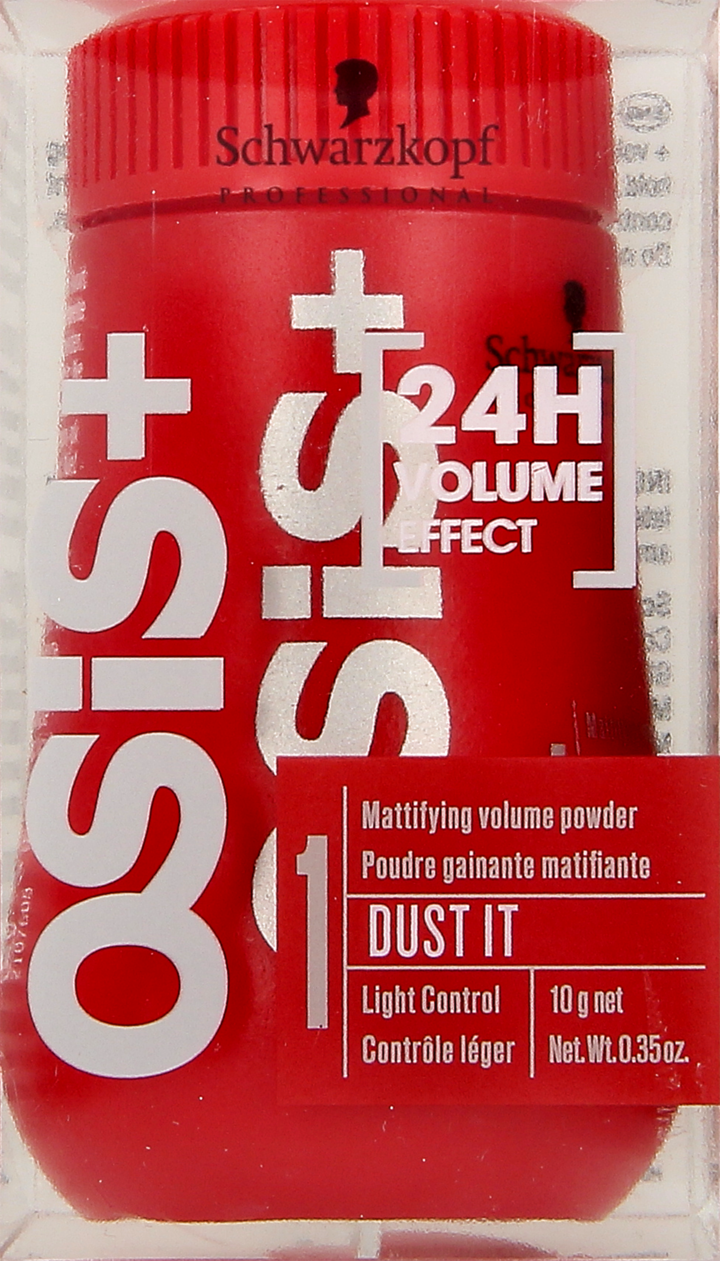 Schwarzkopf
PROFESSIONAL
OSiS+
24H
VOLUME
EFFECT
1
Mattifying volume powder
Poudre gainante matifiante
DUST IT
Light Control
Contrôle léger
10 g net
Net.Wt.0.35oz.